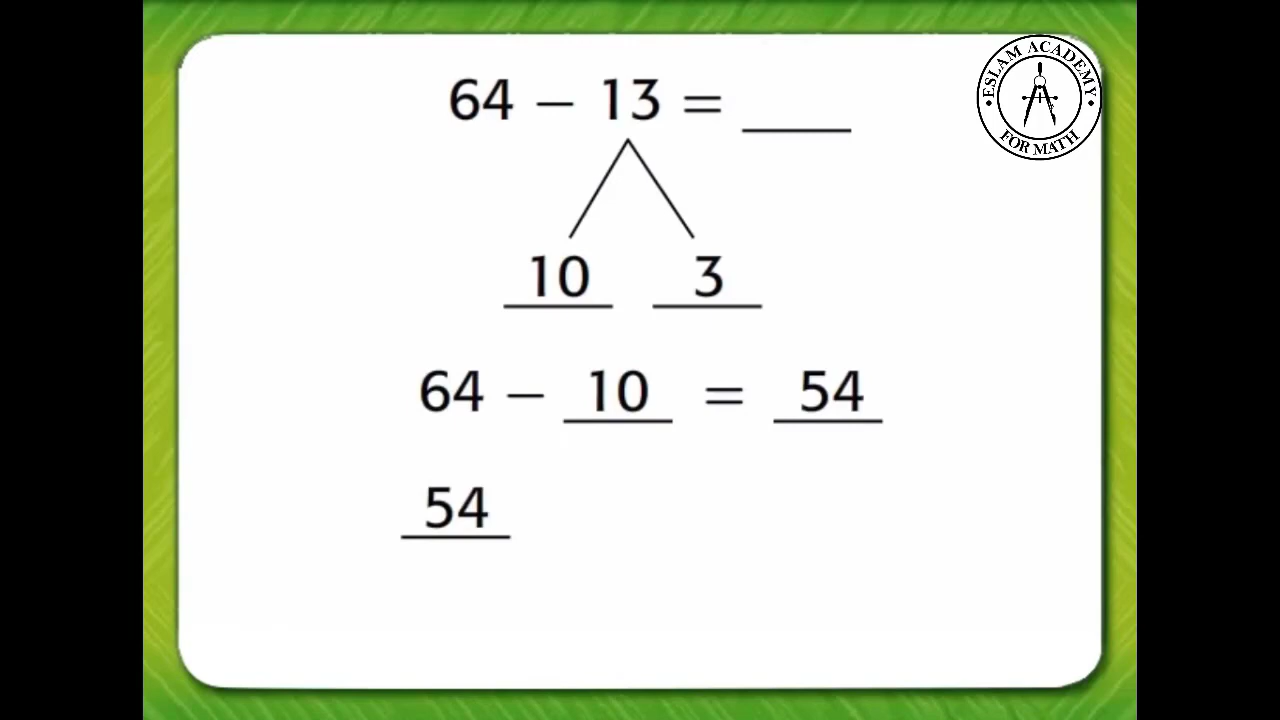 64 − 13 = ___
10 3
64 − 10 = 54
54
ESLAM ACADEMY
FOR MATH